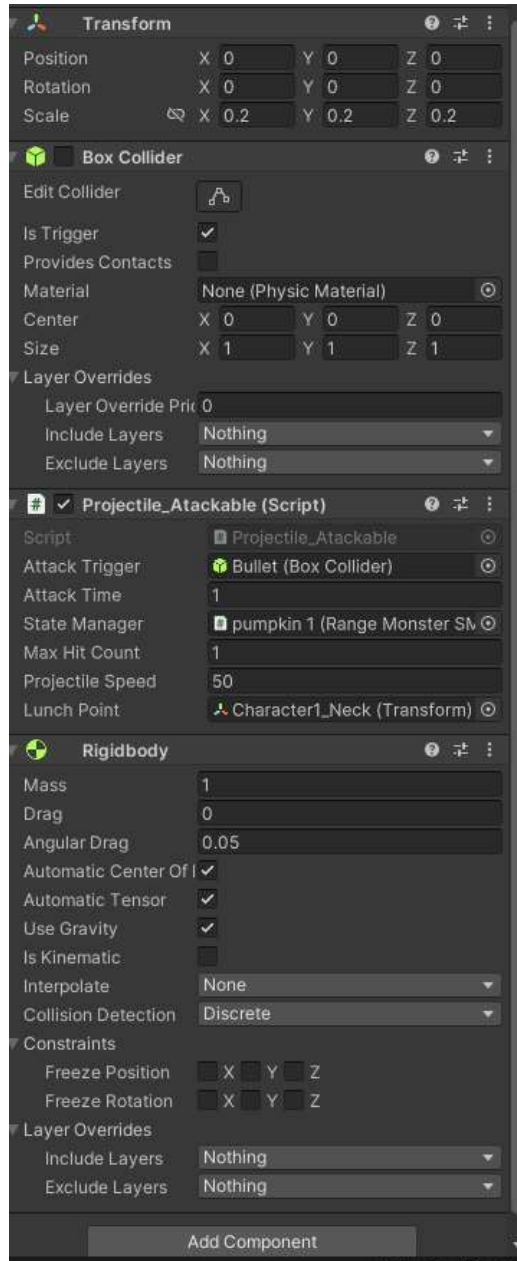 Transform
Position X 0 Y 0 Z 0
Rotation X 0 Y 0 Z 0
Scale X 0.2 Y 0.2 Z 0.2
Box Collider
Edit Collider
Is Trigger
Provides Contacts
Material None (Physic Material)
Center X 0 Y 0 Z 0
Size X 1 Y 1 Z 1
Layer Overrides
Layer Override Pric 0
Include Layers Nothing
Exclude Layers Nothing
# Projectile_Atackable (Script)
Script Projectile_Atackable
Attack Trigger Bullet (Box Collider)
Attack Time 1
State Manager pumpkin 1 (Range Monster SM
Max Hit Count 1
Projectile Speed 50
Lunch Point Character1_Neck (Transform)
Rigidbody
Mass 1
Drag 0
Angular Drag 0.05
Automatic Center Of
Automatic Tensor
Use Gravity
Is Kinematic
Interpolate None
Collision Detection Discrete
Constraints
Freeze Position X Y Z
Freeze Rotation X Y Z
Layer Overrides
Include Layers Nothing
Exclude Layers Nothing
Add Component